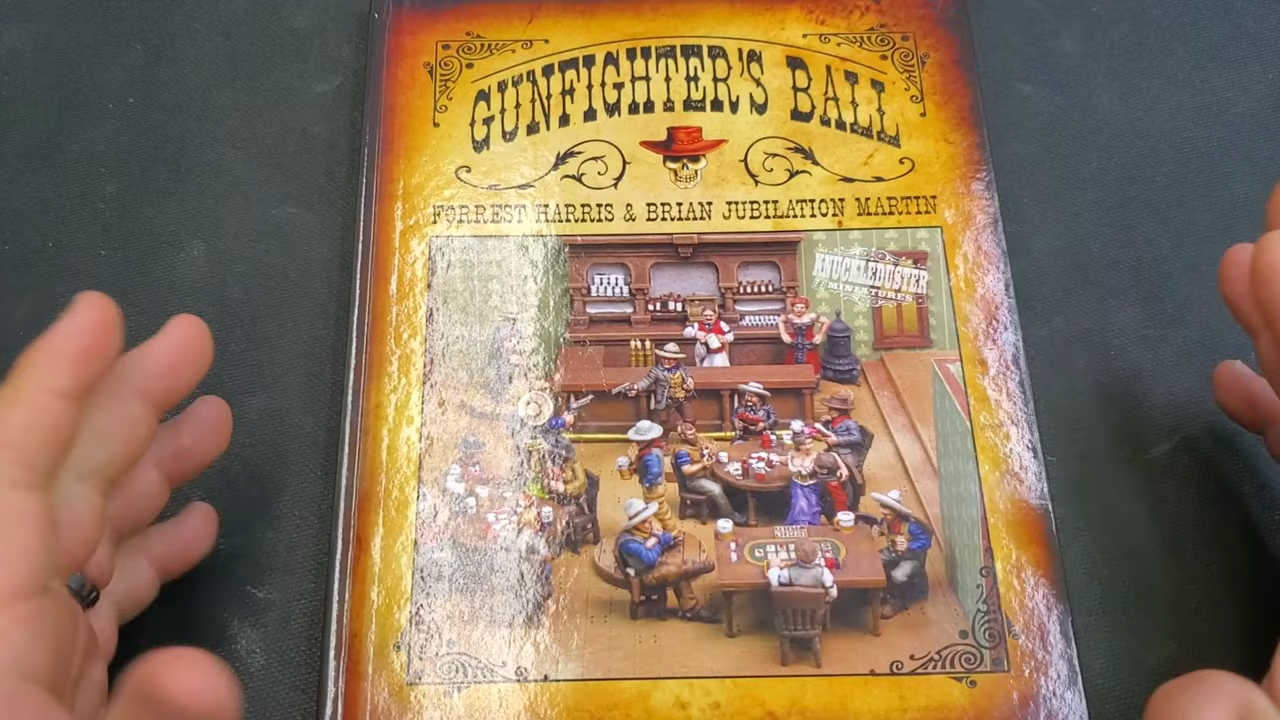 GUNFIGHTER'S BALL
FORREST HARRIS & BRIAN JUBILATION MARTIN
KNUCKLEDUSTER
MINIATURES